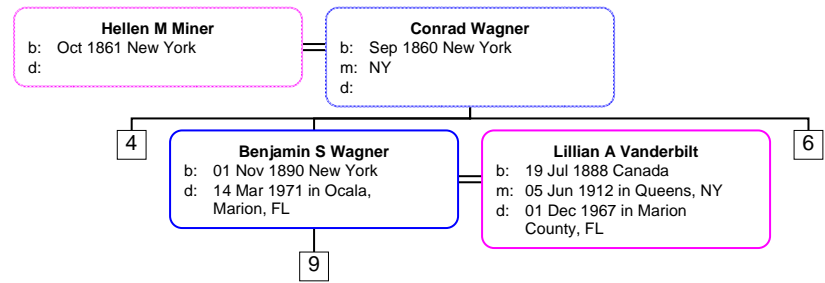 Hellen M Miner
b: Oct 1861 New York
d:
Conrad Wagner
b: Sep 1860 New York
m: NY
d:
4
6
Benjamin S Wagner
b: 01 Nov 1890 New York
d: 14 Mar 1971 in Ocala,
Marion, FL
Lillian A Vanderbilt
b: 19 Jul 1888 Canada
m: 05 Jun 1912 in Queens, NY
d: 01 Dec 1967 in Marion
County, FL
9